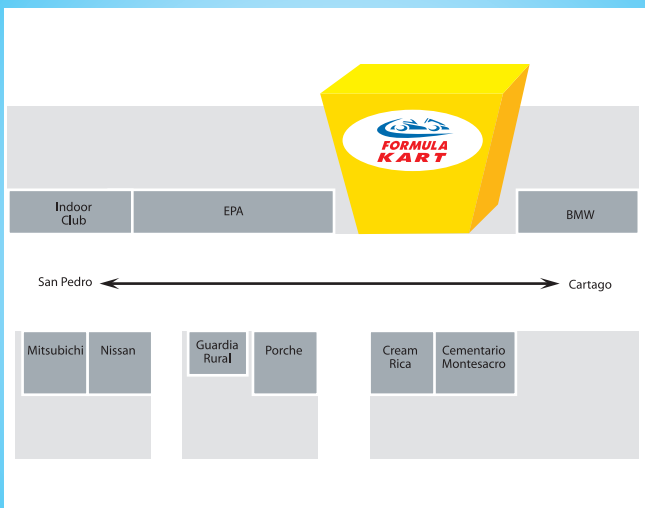 FORMULA
KART
Indoor
Club
EPA
BMW
San Pedro
Cartago
Mitsubichi
Nissan
Guardia
Rural
Porche
Cream
Rica
Cementario
Montesacro